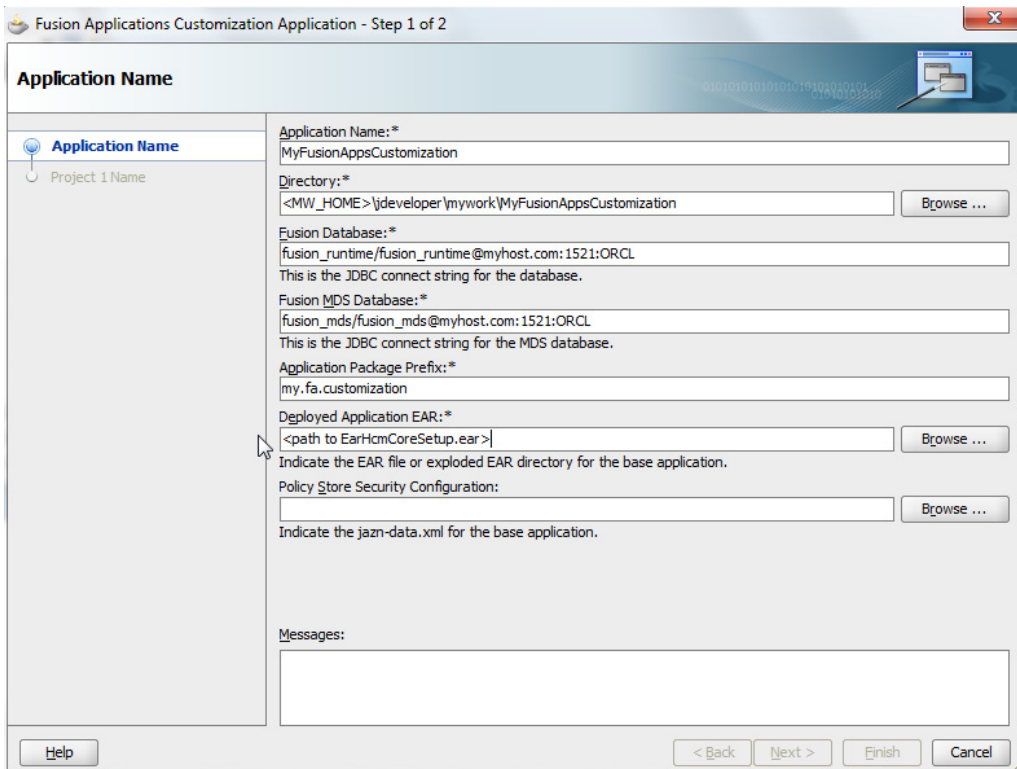 Fusion Applications Customization Application - Step 1 of 2
Application Name
Application Name
Project 1 Name
Application Name:*
MyFusionAppsCustomization
Directory:*
<MW_HOME>\jdeveloper\mywork\MyFusionAppsCustomization
Browse ...
Fusion Database:*
fusion_runtime/fusion_runtime@myhost.com:1521:ORCL
This is the JDBC connect string for the database.
Fusion MDS Database:*
fusion_mds/fusion_mds@myhost.com:1521:ORCL
This is the JDBC connect string for the MDS database.
Application Package Prefix:*
my.fa.customization
Deployed Application EAR:*
<path to EarHcmCoreSetup.ear>
Browse ...
Indicate the EAR file or exploded EAR directory for the base application.
Policy Store Security Configuration:
Browse ...
Indicate the jazn-data.xml for the base application.
Messages:
Help
< Back
Next >
Finish
Cancel